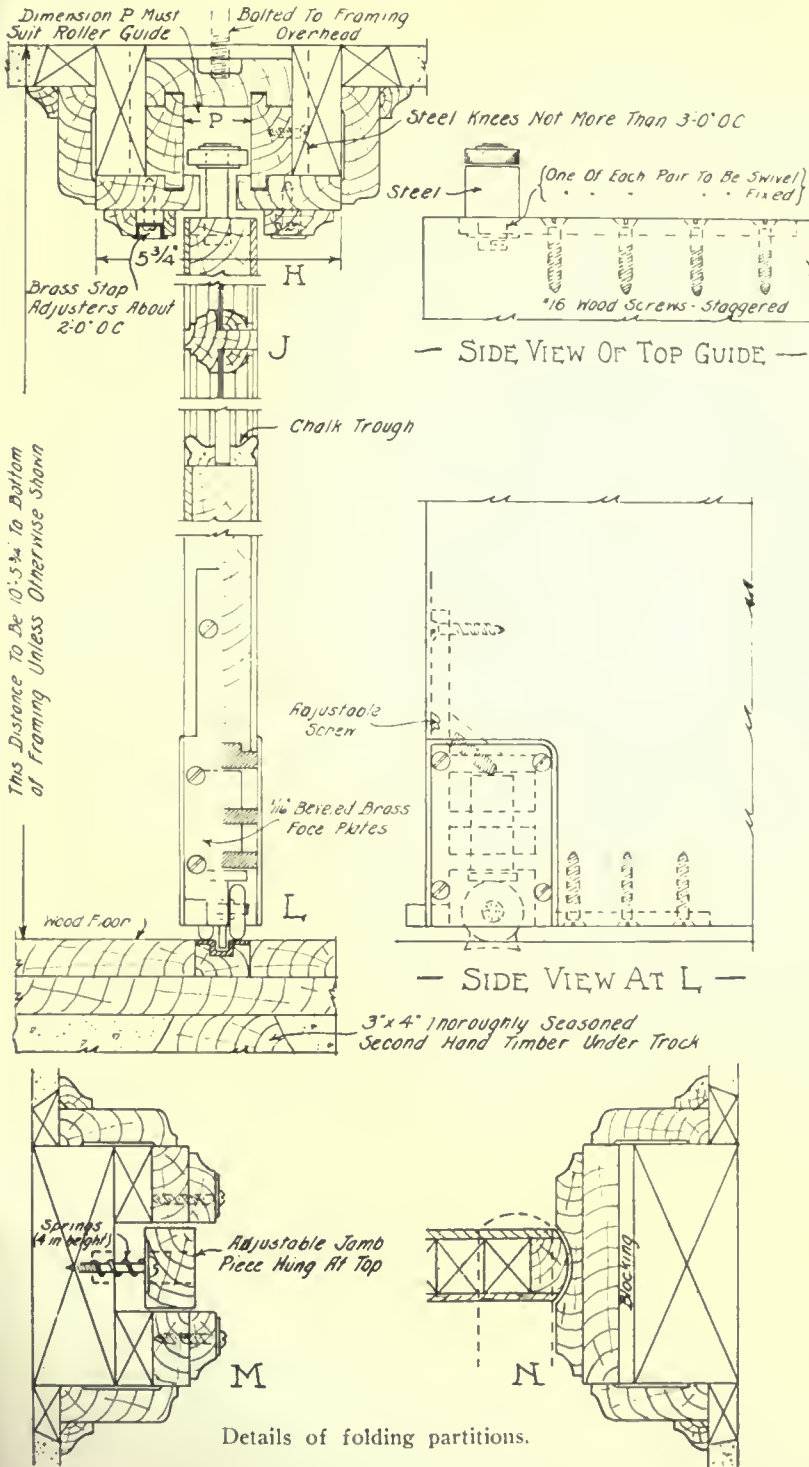 Dimension P Must
Suit Roller Guide
Bolted To Framing
Overhead
P
Steel Knees Not More Than 3'-0" OC
Steel
{One Of Each Pair To Be Swivel}
" " " " " Fixed
5 3/4"
H
Brass Stop
Adjusters About
2'-0" OC
#16 Wood Screws - Staggered
— SIDE VIEW OF TOP GUIDE —
J
Chalk Trough
This Distance To Be 10'-5 3/4" To Bottom
of Framing Unless Otherwise Shown
Adjustable
Screw
1/16" Beveled Brass
Face Plates
L
Wood Floor
— SIDE VIEW AT L —
3" x 4" Thoroughly Seasoned
Second Hand Timber Under Track
Springs
(4 in height)
Adjustable Jamb
Piece Hung At Top
Blocking
M
N
Details of folding partitions.